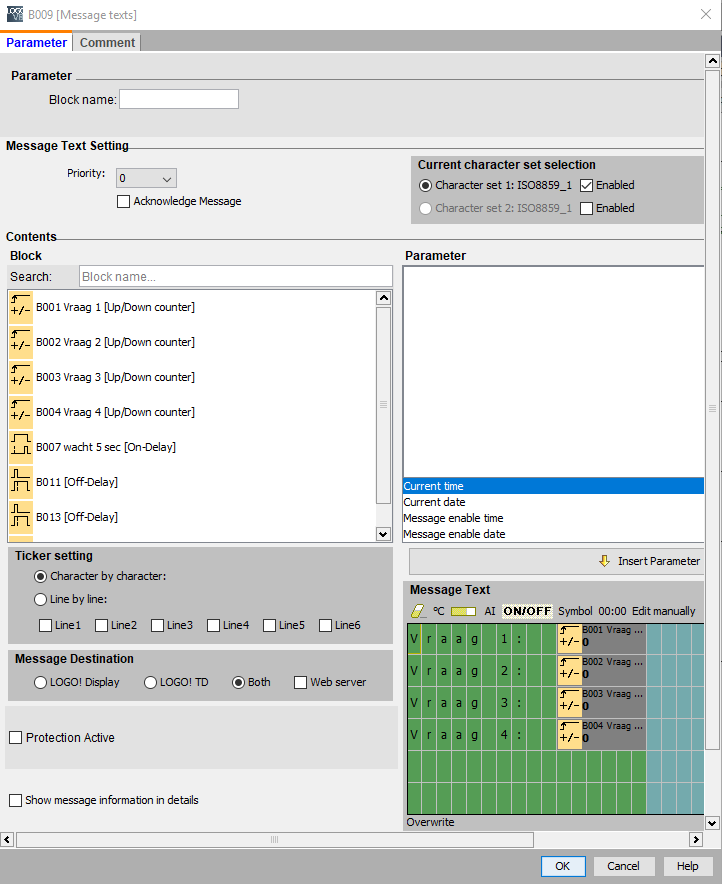 B009 [Message texts]
Parameter Comment
Parameter
Block name:
Message Text Setting
Priority: 0
Acknowledge Message
Current character set selection
Character set 1: ISO8859_1 Enabled
Character set 2: ISO8859_1 Enabled
Contents
Block
Search: Block name...
B001 Vraag 1 [Up/Down counter]
B002 Vraag 2 [Up/Down counter]
B003 Vraag 3 [Up/Down counter]
B004 Vraag 4 [Up/Down counter]
B007 wacht 5 sec [On-Delay]
B011 [Off-Delay]
B013 [Off-Delay]
Parameter
Current time
Current date
Message enable time
Message enable date
Insert Parameter
Ticker setting
Character by character:
Line by line:
Line1 Line2 Line3 Line4 Line5 Line6
Message Destination
LOGO! Display LOGO! TD Both Web server
Protection Active
Show message information in details
Message Text
°C AI ON/OFF Symbol 00:00 Edit manually
Vraag 1: +/- B001 Vraag ... 0
Vraag 2: +/- B002 Vraag ... 0
Vraag 3: +/- B003 Vraag ... 0
Vraag 4: +/- B004 Vraag ... 0
Overwrite
OK Cancel Help